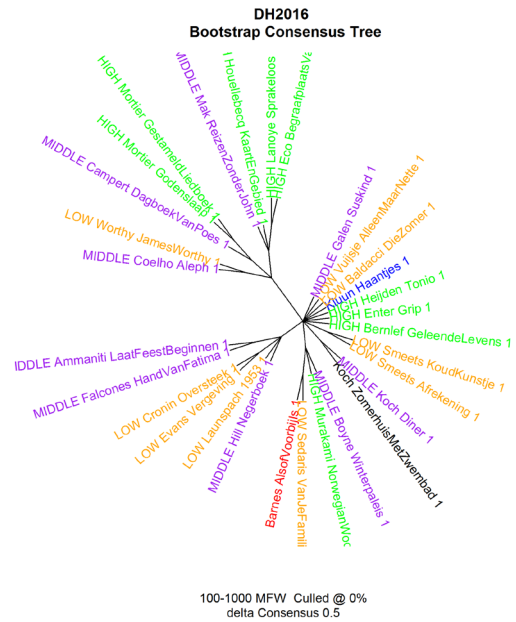 DH2016
Bootstrap Consensus Tree
HIGH Eco BegraafplaatsVa
HIGH Lanoye Sprakeloos
Houellebecq KaartEnGebied 1
MIDDLE Mak ReizenZonderJohn 1
HIGH Mortier GestameldLiedboek 1
HIGH Mortier Godenslaap 1
MIDDLE Campert DagboekVanPoes 1
LOW Worthy JamesWorthy 1
MIDDLE Coelho Aleph 1
IDDLE Ammaniti LaatFeestBeginnen 1
MIDDLE Falcones HandVanFatima 1
LOW Cronin Oversteek 1
LOW Evans Vergeving 1
LOW Launspach 1953 1
MIDDLE Hill Negerboek 1
Barnes AlsofVoorbijIs 1
LOW Sedaris VanJeFamili
HIGH Murakami NorwegianWoo
MIDDLE Boyne Winterpaleis 1
Koch ZomerhuisMetZwembad 1
MIDDLE Koch Diner 1
LOW Smeets Afrekening 1
LOW Smeets KoudKunstje 1
HIGH Bernlef GeleendeLevens 1
HIGH Enter Grip 1
HIGH Heijden Tonio 1
Kluun Haantjes 1
LOW Baldacci DieZomer 1
LOW Vuijsje AlleenMaarNette 1
MIDDLE Galen Suskind 1
100-1000 MFW Culled @ 0%
delta Consensus 0.5